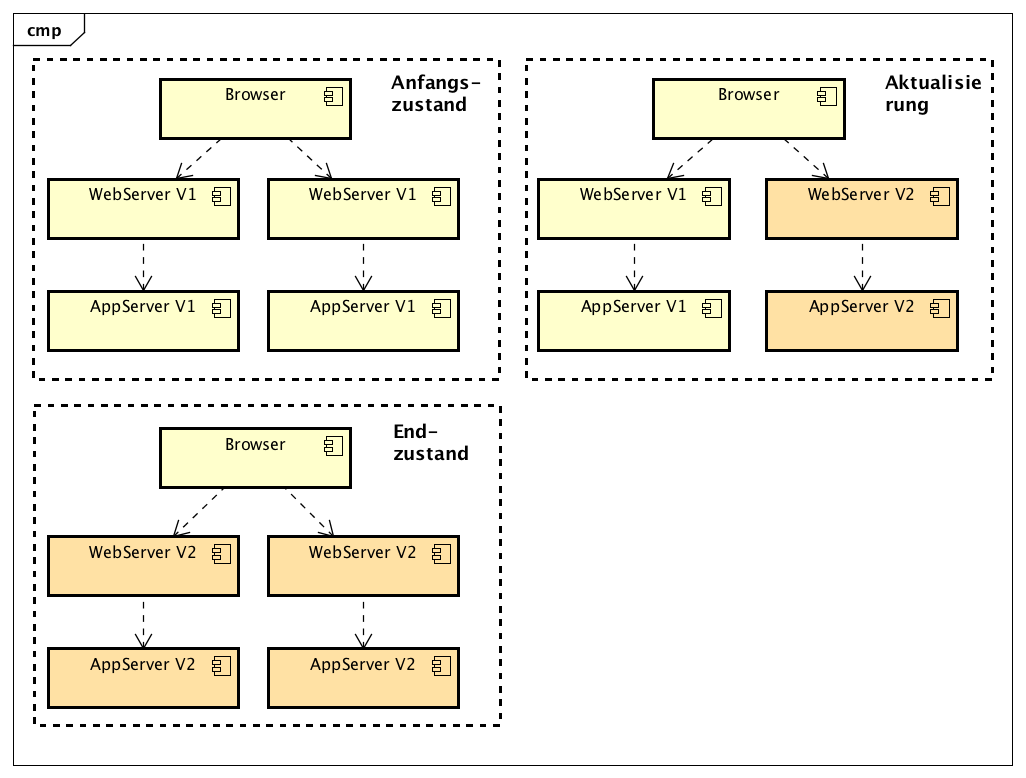 cmp
Anfangs-
zustand
Browser
WebServer V1
WebServer V1
AppServer V1
AppServer V1
Aktualisie
rung
Browser
WebServer V1
WebServer V2
AppServer V1
AppServer V2
End-
zustand
Browser
WebServer V2
WebServer V2
AppServer V2
AppServer V2